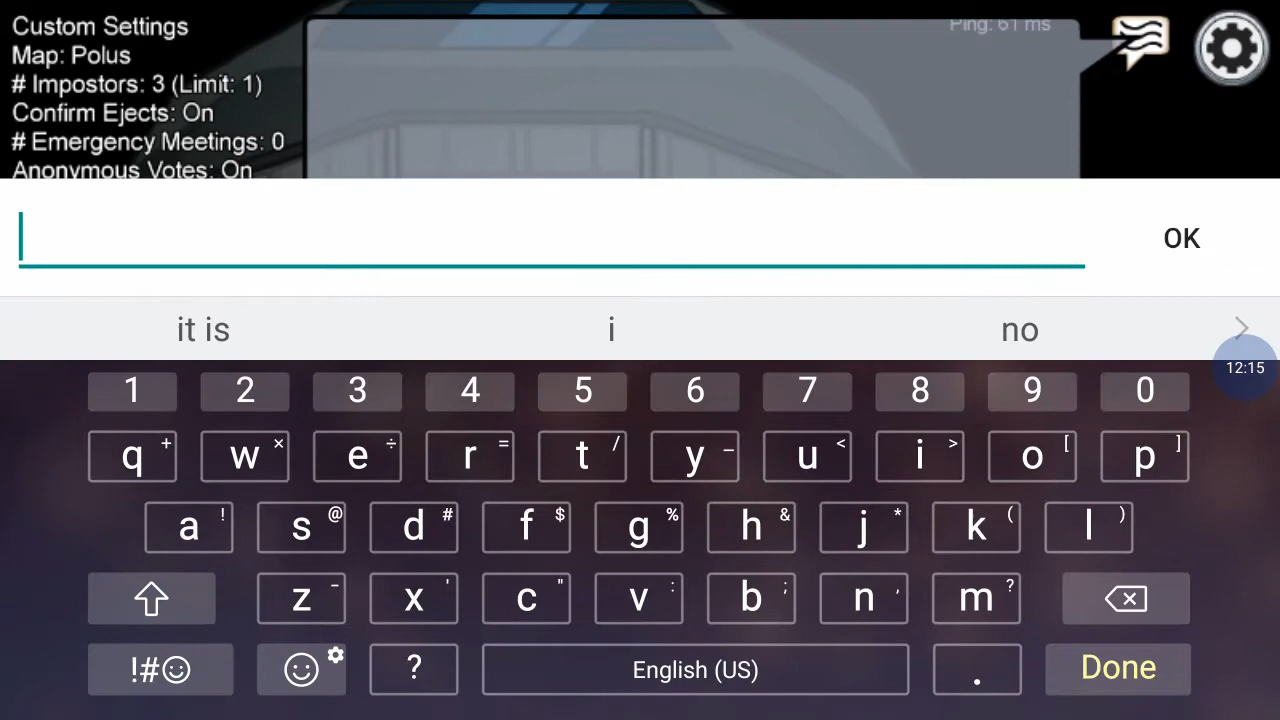 Custom Settings
Map: Polus
# Impostors: 3 (Limit: 1)
Confirm Ejects: On
# Emergency Meetings: 0
Anonymous Votes: On
Ping: 61 ms
OK
it is i no
12:15
1 2 3 4 5 6 7 8 9 0
q + w × e ÷ r = t / y _ u < i > o [ p ]
a ! s @ d # f $ g % h & j * k ( l )
z - x ' c " v : b ; n , m ?
!# ? English (US) . Done